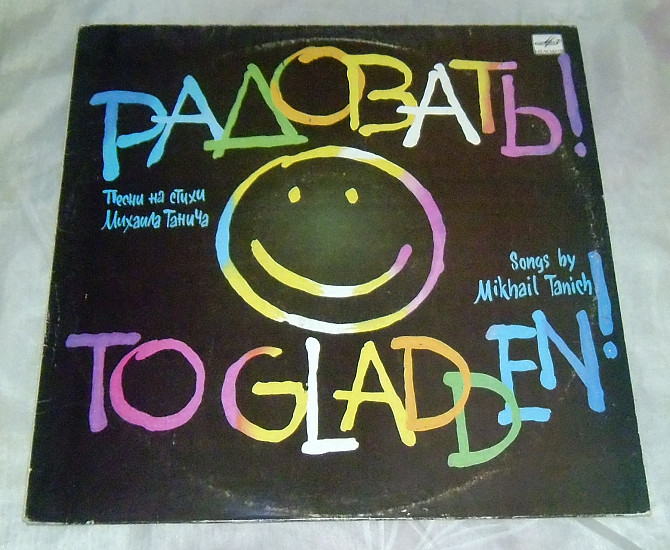 РАДОВАТЬ!
Песни на стихи
Михаила Танича
Songs by
Mikhail Tanich
TO GLADDEN!